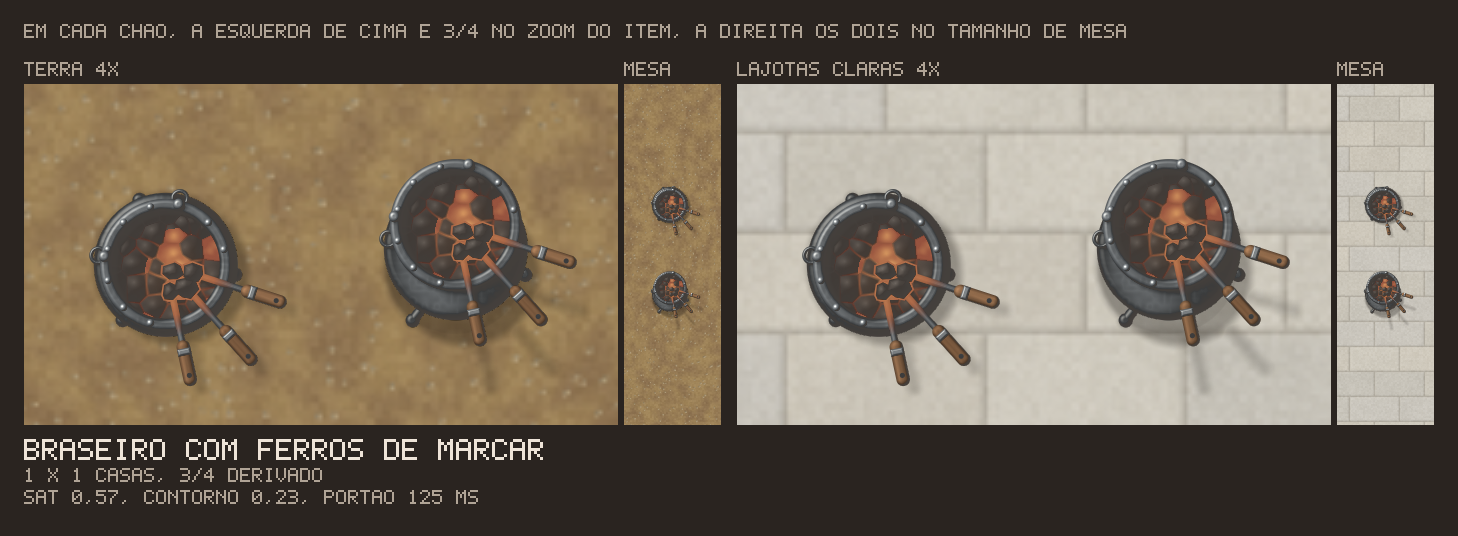 EM CADA CHAO, A ESQUERDA DE CIMA E 3/4 NO ZOOM DO ITEM, A DIREITA OS DOIS NO TAMANHO DE MESA
TERRA 4X
MESA
LAJOTAS CLARAS 4X
MESA
BRASEIRO COM FERROS DE MARCAR
1 X 1 CASAS, 3/4 DERIVADO
SAT 0,57, CONTORNO 0,23, PORTAO 125 MS